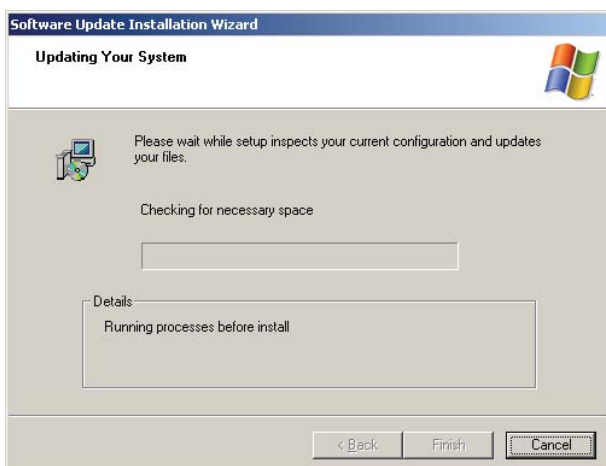 Software Update Installation Wizard
Updating Your System
Please wait while setup inspects your current configuration and updates
your files.
Checking for necessary space
Details
Running processes before install
< Back
Finish
Cancel